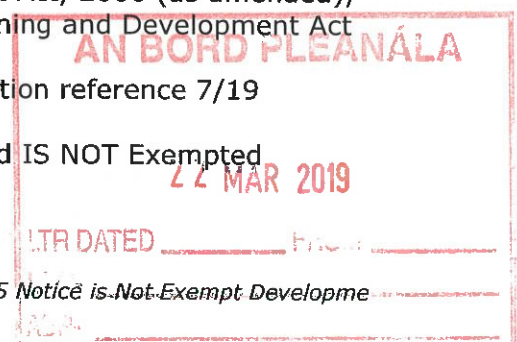 2000 (as amended),
ning and Development Act
AN BORD PLEANÁLA
tion reference 7/19
d IS NOT Exempted
22 MAR 2019
LTR DATED
5 Notice is Not Exempt Developme